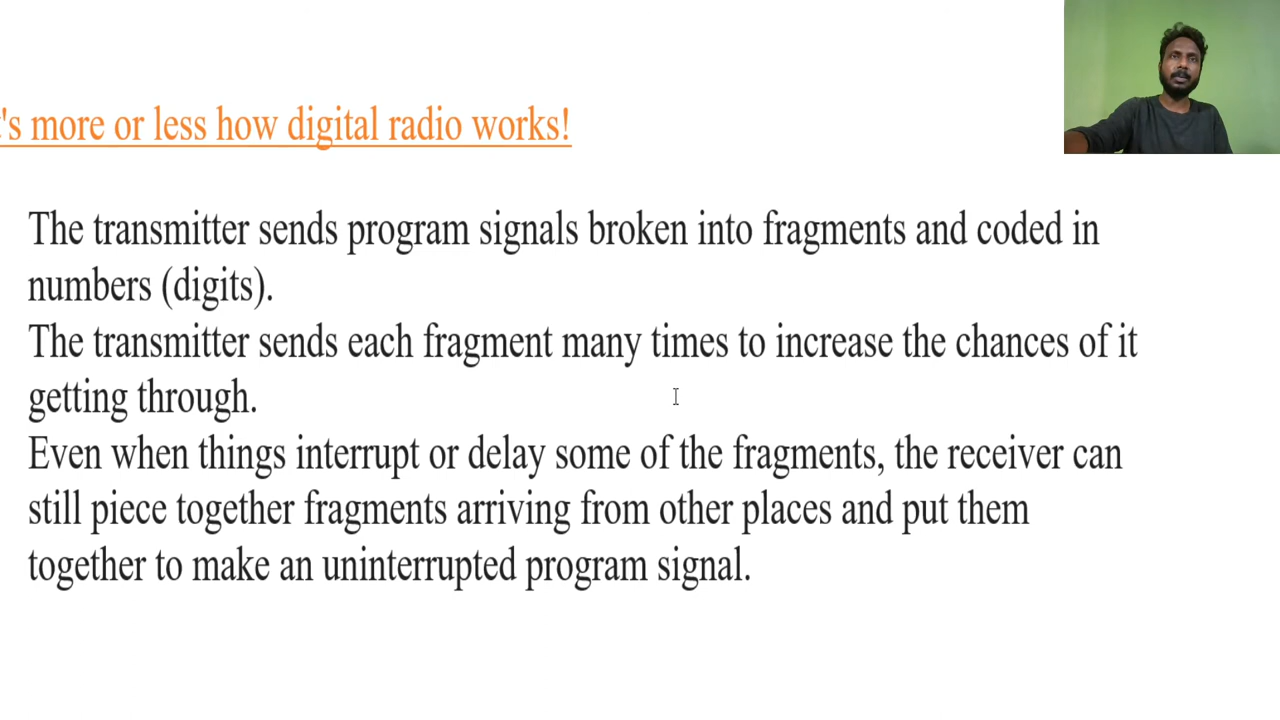 's more or less how digital radio works!
The transmitter sends program signals broken into fragments and coded in
numbers (digits).
The transmitter sends each fragment many times to increase the chances of it
getting through.
Even when things interrupt or delay some of the fragments, the receiver can
still piece together fragments arriving from other places and put them
together to make an uninterrupted program signal.